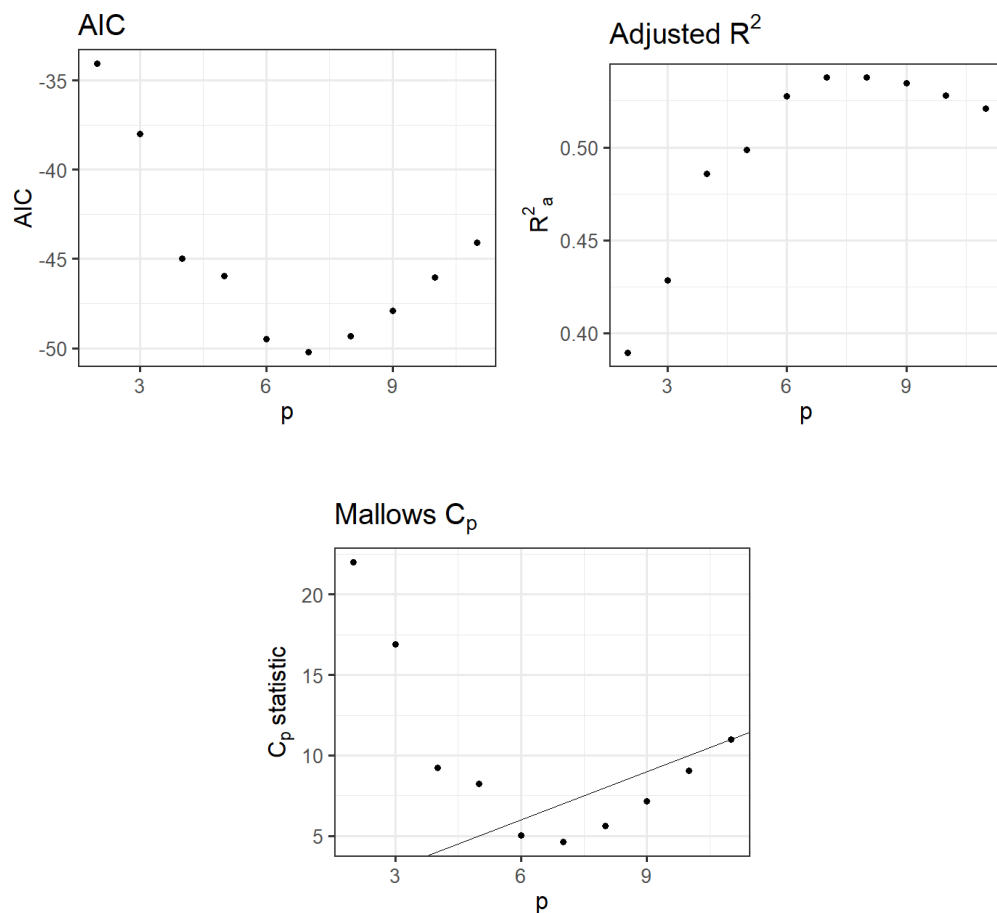 AIC
-35
-40
-45
-50
AIC
3 6 9
p
Adjusted R²
0.50
0.45
0.40
R²ₐ
3 6 9
p
Mallows Cₚ
20
15
10
5
Cₚ statistic
3 6 9
p